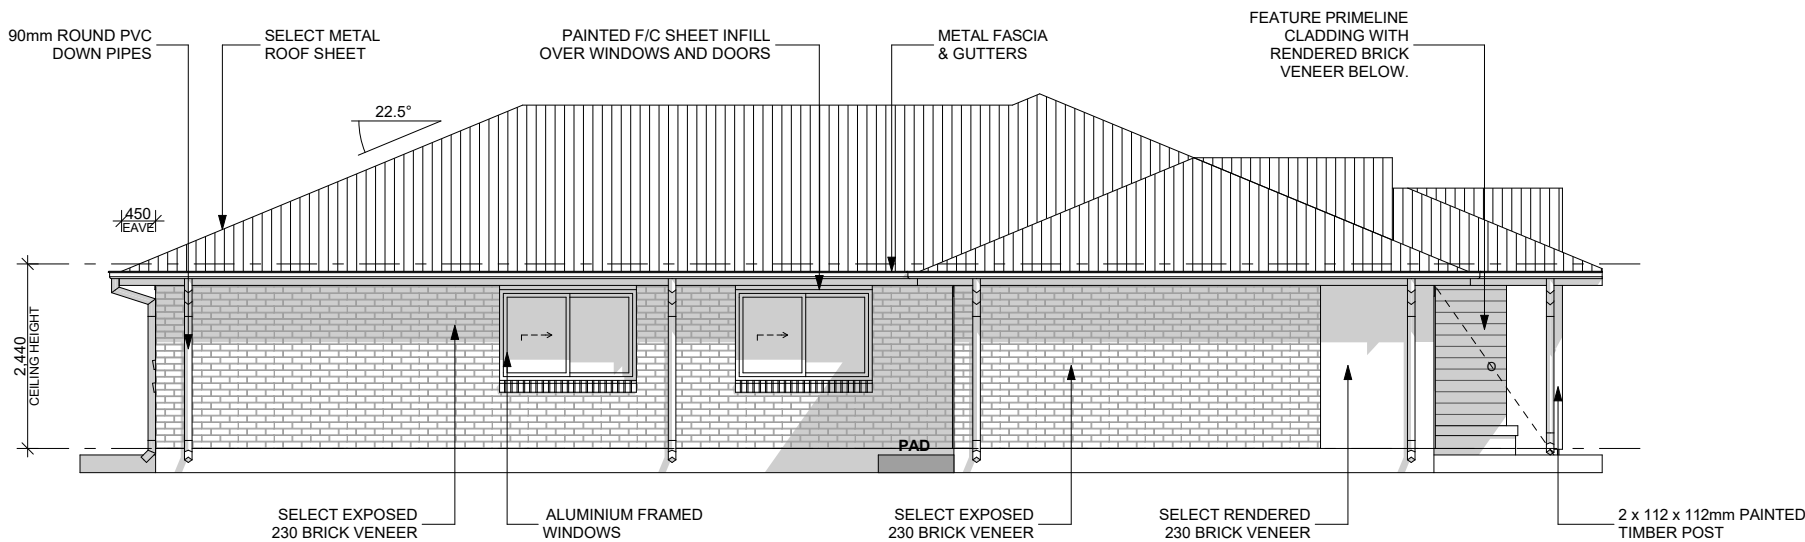 90mm ROUND PVC
DOWN PIPES
SELECT METAL
ROOF SHEET
PAINTED F/C SHEET INFILL
OVER WINDOWS AND DOORS
METAL FASCIA
& GUTTERS
FEATURE PRIMELINE
CLADDING WITH
RENDERED BRICK
VENEER BELOW.
22.5°
450
EAVE
2,440
CEILING HEIGHT
PAD
SELECT EXPOSED
230 BRICK VENEER
ALUMINIUM FRAMED
WINDOWS
SELECT EXPOSED
230 BRICK VENEER
SELECT RENDERED
230 BRICK VENEER
2 x 112 x 112mm PAINTED
TIMBER POST